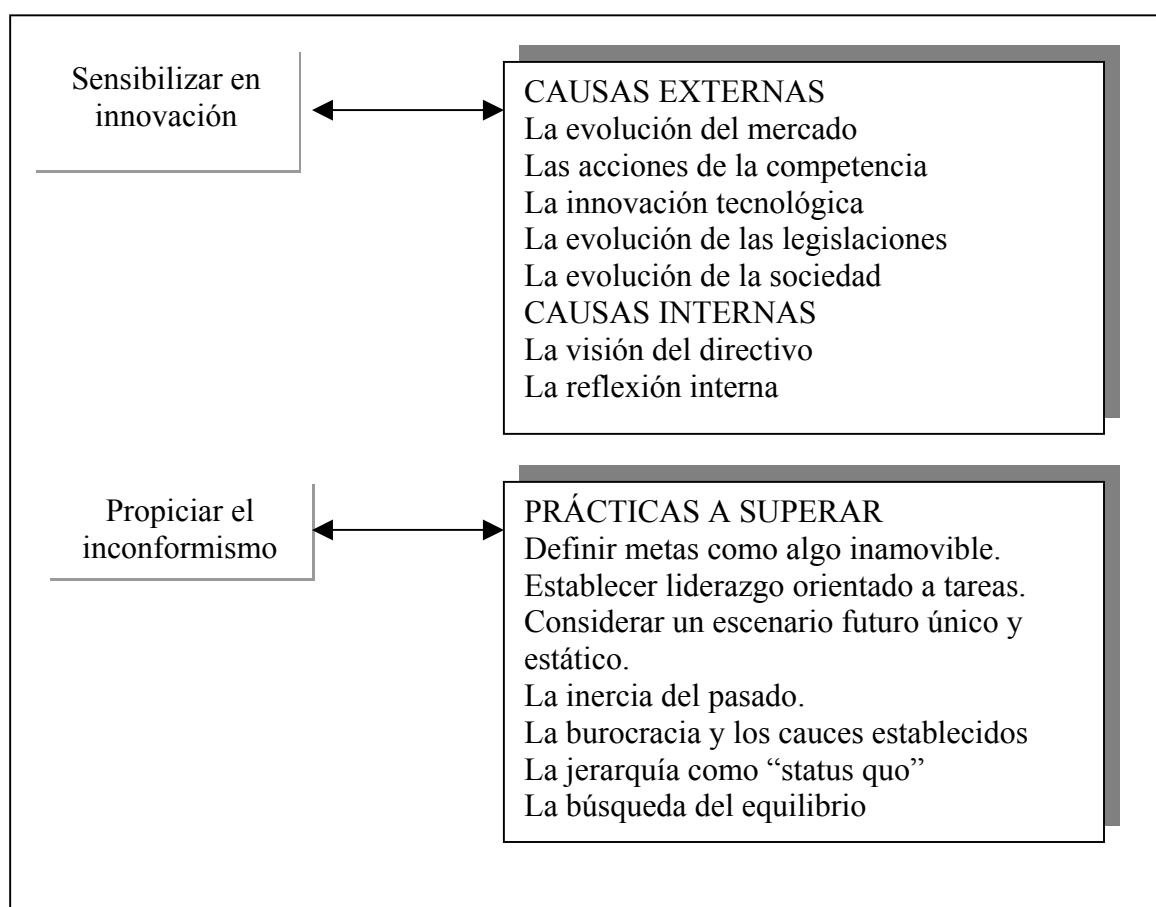 Sensibilizar en
innovación
CAUSAS EXTERNAS
La evolución del mercado
Las acciones de la competencia
La innovación tecnológica
La evolución de las legislaciones
La evolución de la sociedad
CAUSAS INTERNAS
La visión del directivo
La reflexión interna
Propiciar el
inconformismo
PRÁCTICAS A SUPERAR
Definir metas como algo inamovible.
Establecer liderazgo orientado a tareas.
Considerar un escenario futuro único y
estático.
La inercia del pasado.
La burocracia y los cauces establecidos
La jerarquía como “status quo”
La búsqueda del equilibrio